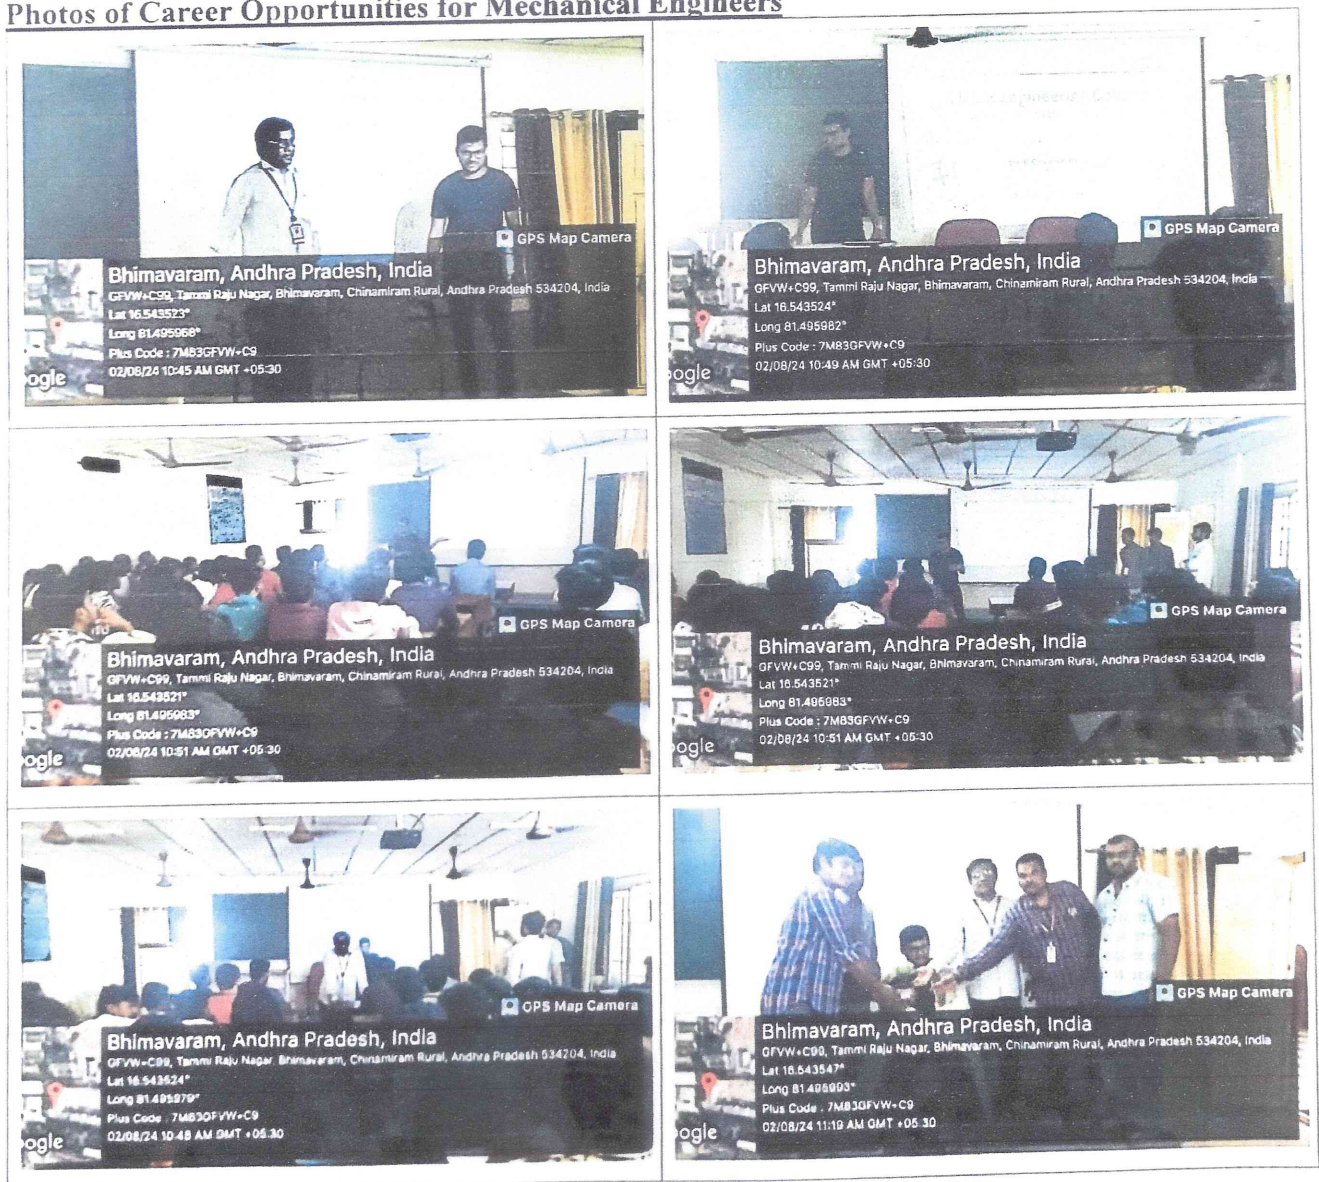 Photos of Career Opportunities for Mechanical Engineers
GPS Map Camera
Bhimavaram, Andhra Pradesh, India
GFVW+C99, Tammi Raju Nagar, Bhimavaram, Chinamiram Rural, Andhra Pradesh 534204, India
Lat 16.543523°
Long 81.495968°
Plus Code : 7M83GFVW+C9
02/08/24 10:45 AM GMT +05:30
ogle
GPS Map Camera
Bhimavaram, Andhra Pradesh, India
GFVW+C99, Tammi Raju Nagar, Bhimavaram, Chinamiram Rural, Andhra Pradesh 534204, India
Lat 16.543524°
Long 81.495982°
Plus Code : 7M83GFVW+C9
02/08/24 10:49 AM GMT +05:30
oogle
GPS Map Camera
Bhimavaram, Andhra Pradesh, India
GFVW+C99, Tammi Raju Nagar, Bhimavaram, Chinamiram Rural, Andhra Pradesh 534204, India
Lat 16.543521°
Long 81.495983°
Plus Code : 7M83GFVW+C9
02/08/24 10:51 AM GMT +05:30
ogle
GPS Map Camera
Bhimavaram, Andhra Pradesh, India
GFVW+C99, Tammi Raju Nagar, Bhimavaram, Chinamiram Rural, Andhra Pradesh 534204, India
Lat 16.543521°
Long 81.495983°
Plus Code : 7M83GFVW+C9
02/08/24 10:51 AM GMT +05:30
oogle
GPS Map Camera
Bhimavaram, Andhra Pradesh, India
GFVW+C99, Tammi Raju Nagar, Bhimavaram, Chinamiram Rural, Andhra Pradesh 534204, India
Lat 16.543524°
Long 81.495979°
Plus Code : 7M83GFVW+C9
02/08/24 10:48 AM GMT +05:30
oogle
GPS Map Camera
Bhimavaram, Andhra Pradesh, India
GFVW+C99, Tammi Raju Nagar, Bhimavaram, Chinamiram Rural, Andhra Pradesh 534204, India
Lat 16.543547°
Long 81.495993°
Plus Code : 7M83GFVW+C9
02/08/24 11:19 AM GMT +05:30
oogle